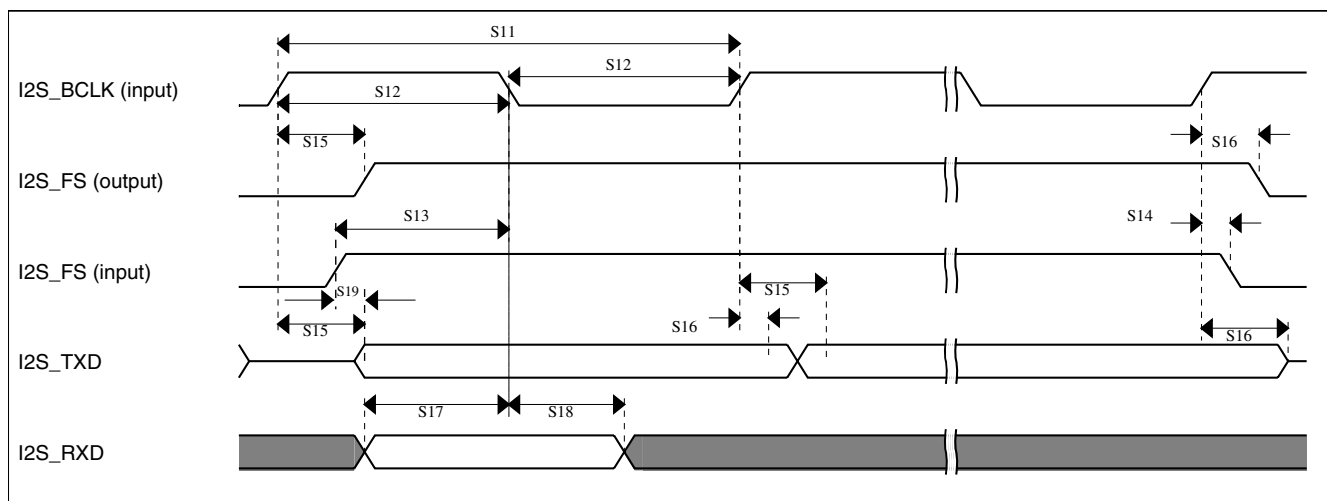 S11
I2S_BCLK (input)
S12
S12
S15
S16
I2S_FS (output)
S13
S14
I2S_FS (input)
S19
S15
S15
S16
S16
I2S_TXD
S17
S18
I2S_RXD